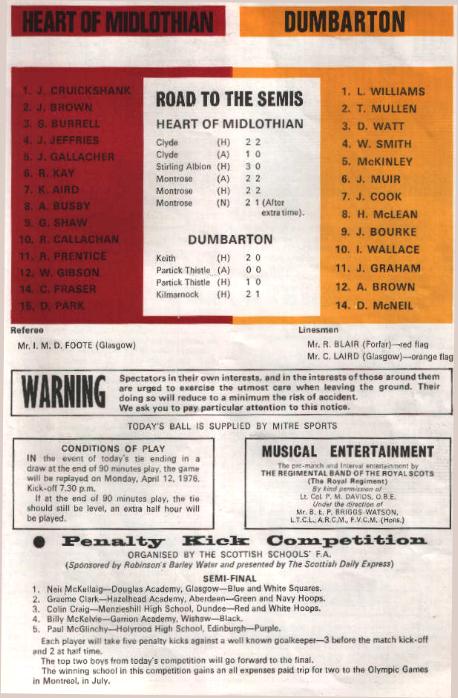 HEART OF MIDLOTHIAN
DUMBARTON
1. J. CRUICKSHANK
2. J. BROWN
3. S. BURRELL
4. J. JEFFRIES
5. J. GALLACHER
6. R. KAY
7. K. AIRD
8. A. BUSBY
9. G. SHAW
10. R. CALLACHAN
11. R. PRENTICE
12. W. GIBSON
14. C. FRASER
15. D. PARK
ROAD TO THE SEMIS
HEART OF MIDLOTHIAN
Clyde (H) 2 2
Clyde (A) 1 0
Stirling Albion (H) 3 0
Montrose (A) 2 2
Montrose (H) 2 2
Montrose (N) 2 1 (After
extra time).
DUMBARTON
Keith (H) 2 0
Partick Thistle (A) 0 0
Partick Thistle (H) 1 0
Kilmarnock (H) 2 1
1. L. WILLIAMS
2. T. MULLEN
3. D. WATT
4. W. SMITH
5. McKINLEY
6. J. MUIR
7. J. COOK
8. H. McLEAN
9. J. BOURKE
10. I. WALLACE
11. J. GRAHAM
12. A. BROWN
14. D. McNEIL
Referee
Mr. I. M. D. FOOTE (Glasgow)
Linesmen
Mr. R. BLAIR (Forfar)—red flag
Mr. C. LAIRD (Glasgow)—orange flag
WARNING
Spectators in their own interests, and in the interests of those around them
are urged to exercise the utmost care when leaving the ground. Their
doing so will reduce to a minimum the risk of accident.
We ask you to pay particular attention to this notice.
TODAY'S BALL IS SUPPLIED BY MITRE SPORTS
CONDITIONS OF PLAY
IN the event of today's tie ending in a
draw at the end of 90 minutes play, the game
will be replayed on Monday, April 12, 1976.
Kick-off 7.30 p.m.
If at the end of 90 minutes play, the tie
should still be level, an extra half hour will
be played.
MUSICAL ENTERTAINMENT
The pre-match and Interval entertainment by
THE REGIMENTAL BAND OF THE ROYAL SCOTS
(The Royal Regiment)
By kind permission of
Lt. Col. P. M. DAVIDS, O.B.E.
Under the direction of
Mr. B. E. P. BRIGGS-WATSON,
L.T.C.L., A.R.C.M., F.V.C.M. (Hons.)
● Penalty Kick Competition
ORGANISED BY THE SCOTTISH SCHOOLS' F.A.
(Sponsored by Robinson's Barley Water and presented by The Scottish Daily Express)
SEMI-FINAL
1. Neil McKellaig—Douglas Academy, Glasgow—Blue and White Squares.
2. Graeme Clark—Hazelhead Academy, Aberdeen—Green and Navy Hoops.
3. Colin Craig—Menzieshill High School, Dundee—Red and White Hoops.
4. Billy McKelvie—Garrion Academy, Wishaw—Black.
5. Paul McGlinchy—Holyrood High School, Edinburgh—Purple.
Each player will take five penalty kicks against a well known goalkeeper—3 before the match kick-off
and 2 at half time.
The top two boys from today's competition will go forward to the final.
The winning school in this competition gains an all expenses paid trip for two to the Olympic Games
in Montreal, in July.